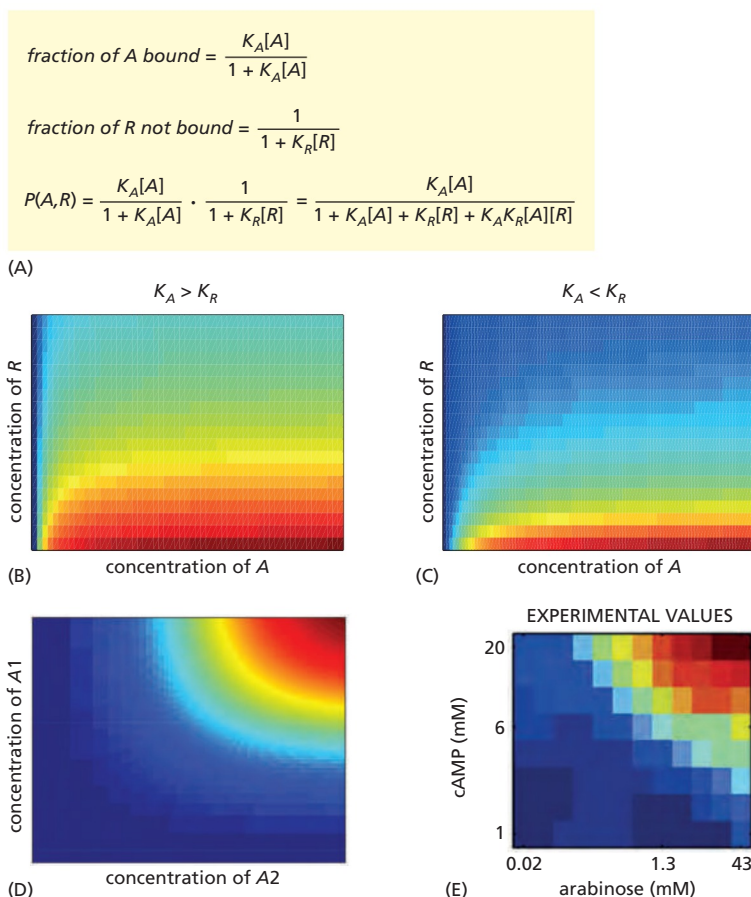 fraction of A bound = K_A[A] / 1 + K_A[A]
fraction of R not bound = 1 / 1 + K_R[R]
P(A,R) = K_A[A] / 1 + K_A[A] · 1 / 1 + K_R[R] = K_A[A] / 1 + K_A[A] + K_R[R] + K_AK_R[A][R]
(A)
K_A > K_R
concentration of R
concentration of A
(B)
K_A < K_R
concentration of R
concentration of A
(C)
concentration of A1
concentration of A2
(D)
EXPERIMENTAL VALUES
20
6
1
cAMP (mM)
0.02 1.3 43
arabinose (mM)
(E)